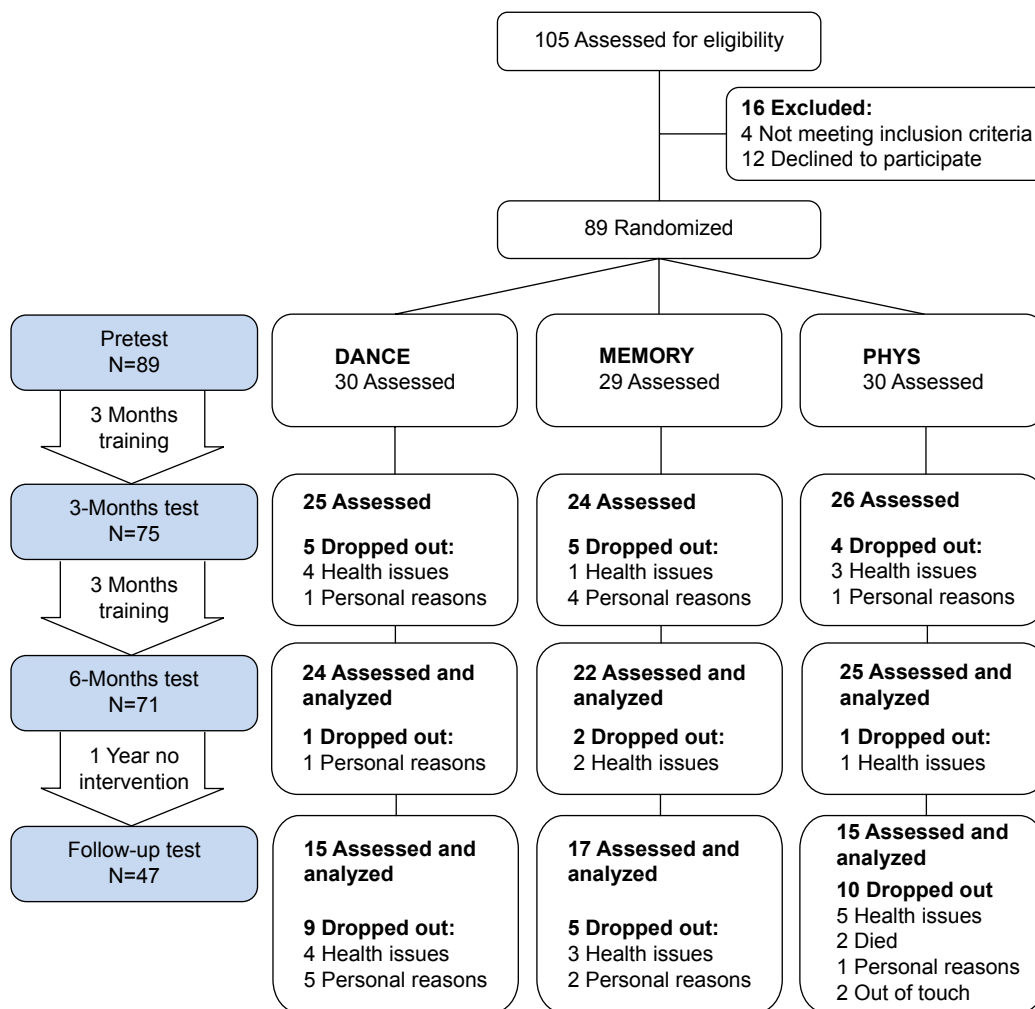 105 Assessed for eligibility
16 Excluded:
4 Not meeting inclusion criteria
12 Declined to participate
89 Randomized
Pretest
N=89
DANCE
30 Assessed
MEMORY
29 Assessed
PHYS
30 Assessed
3 Months
training
3-Months test
N=75
25 Assessed
5 Dropped out:
4 Health issues
1 Personal reasons
24 Assessed
5 Dropped out:
1 Health issues
4 Personal reasons
26 Assessed
4 Dropped out:
3 Health issues
1 Personal reasons
3 Months
training
6-Months test
N=71
24 Assessed and
analyzed
1 Dropped out:
1 Personal reasons
22 Assessed and
analyzed
2 Dropped out:
2 Health issues
25 Assessed and
analyzed
1 Dropped out:
1 Health issues
1 Year no
intervention
Follow-up test
N=47
15 Assessed and
analyzed
9 Dropped out:
4 Health issues
5 Personal reasons
17 Assessed and
analyzed
5 Dropped out:
3 Health issues
2 Personal reasons
15 Assessed and
analyzed
10 Dropped out
5 Health issues
2 Died
1 Personal reasons
2 Out of touch